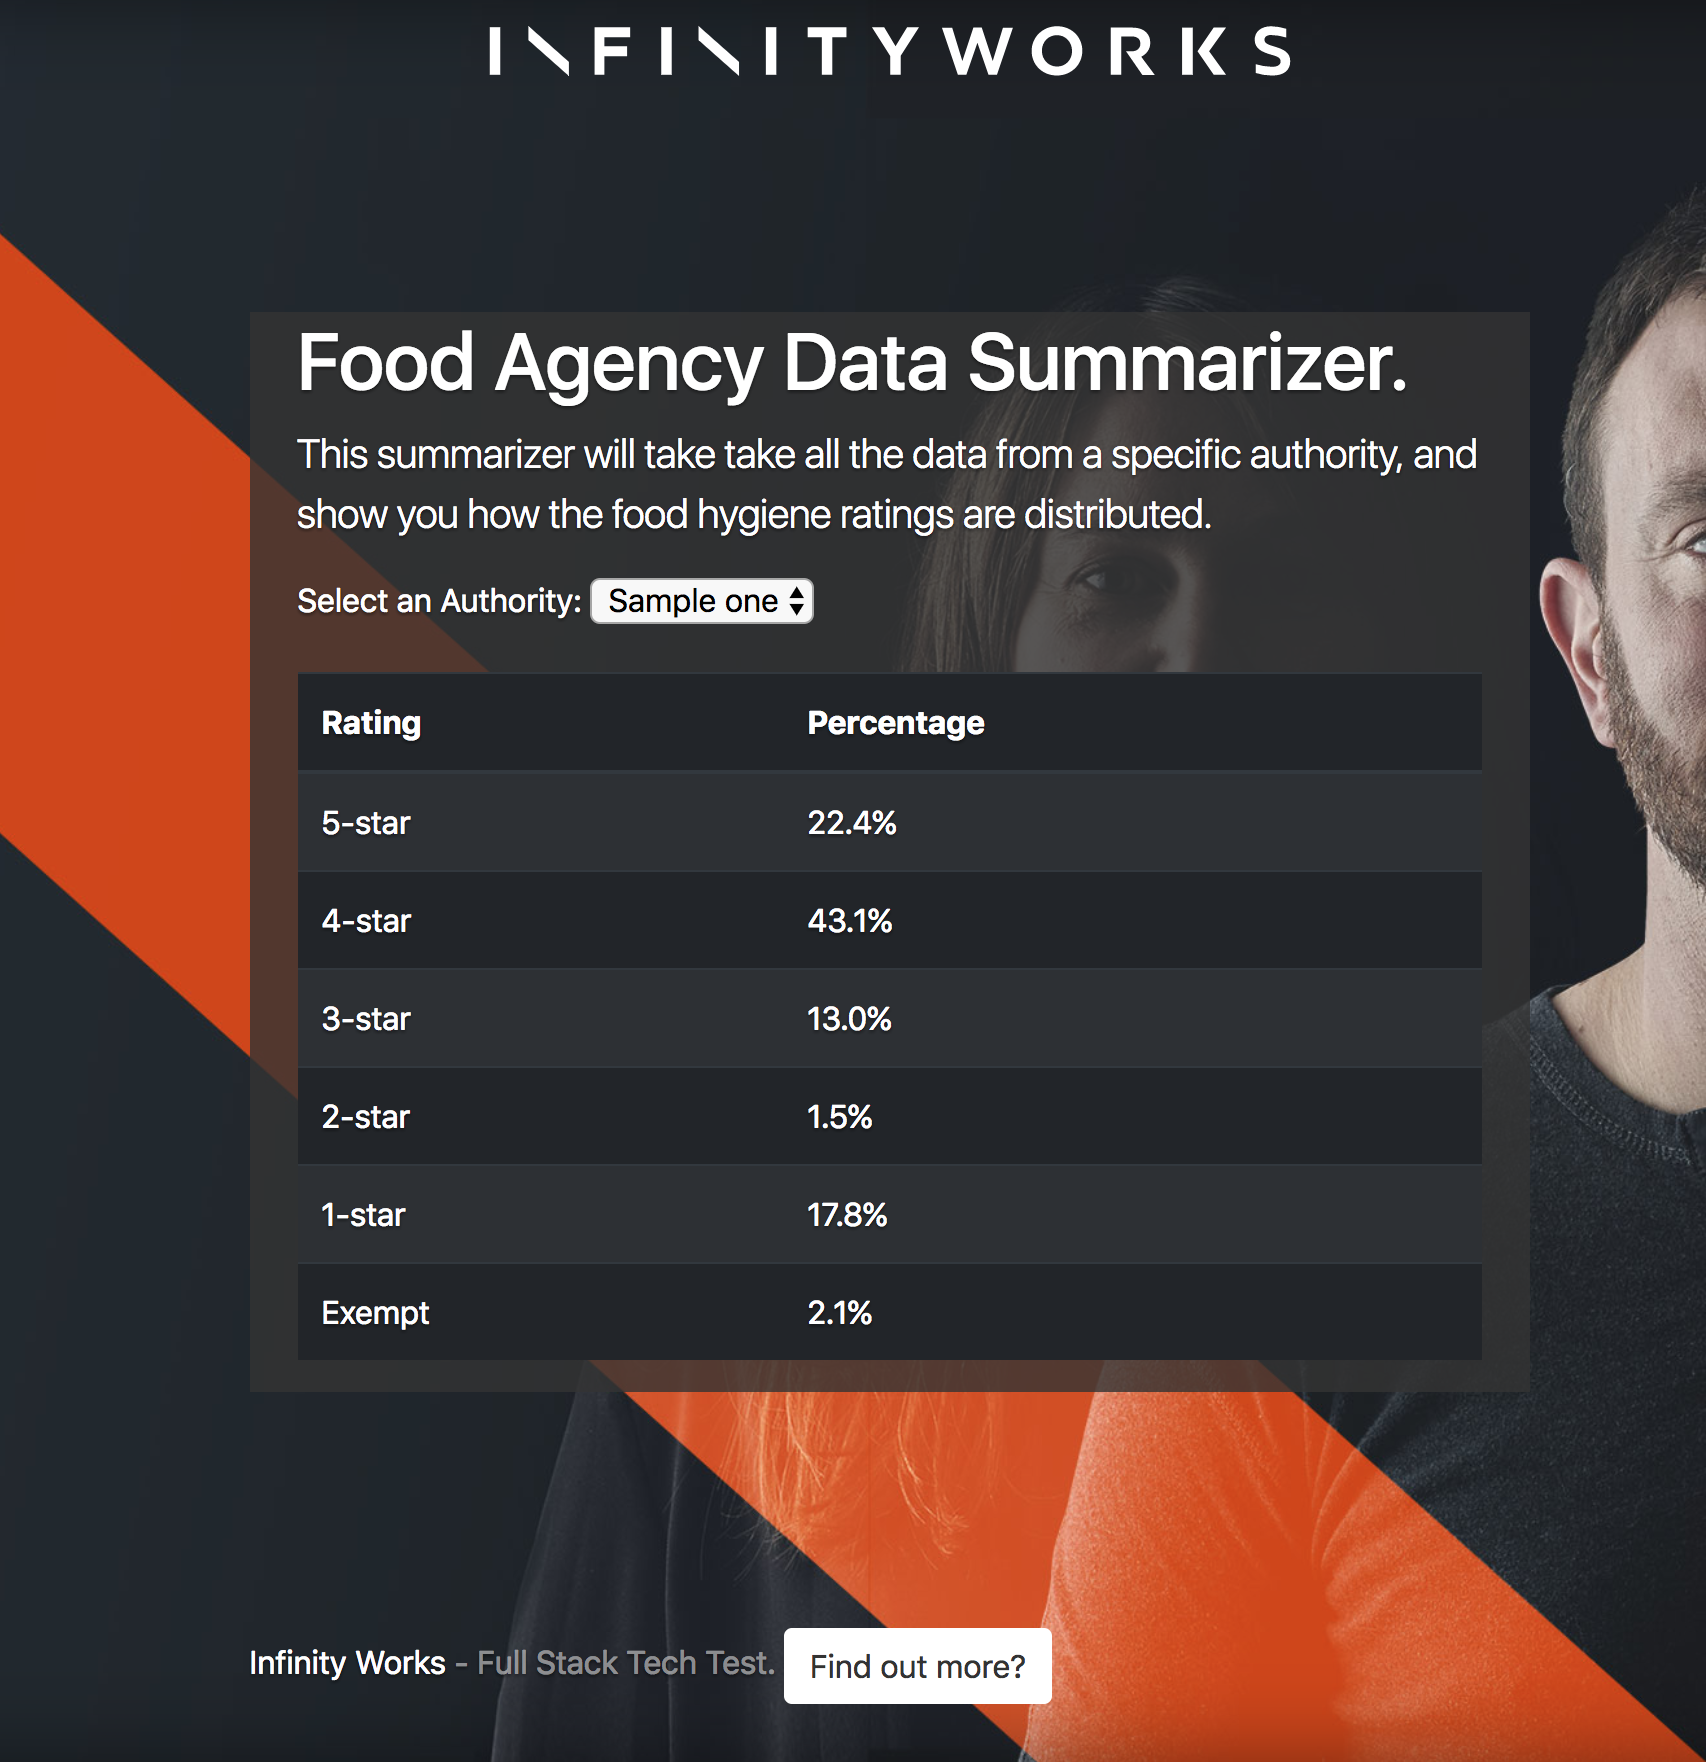 INFINITYWORKS
Food Agency Data Summarizer.
This summarizer will take take all the data from a specific authority, and
show you how the food hygiene ratings are distributed.
Select an Authority: Sample one
Rating Percentage
5-star 22.4%
4-star 43.1%
3-star 13.0%
2-star 1.5%
1-star 17.8%
Exempt 2.1%
Infinity Works - Full Stack Tech Test. Find out more?